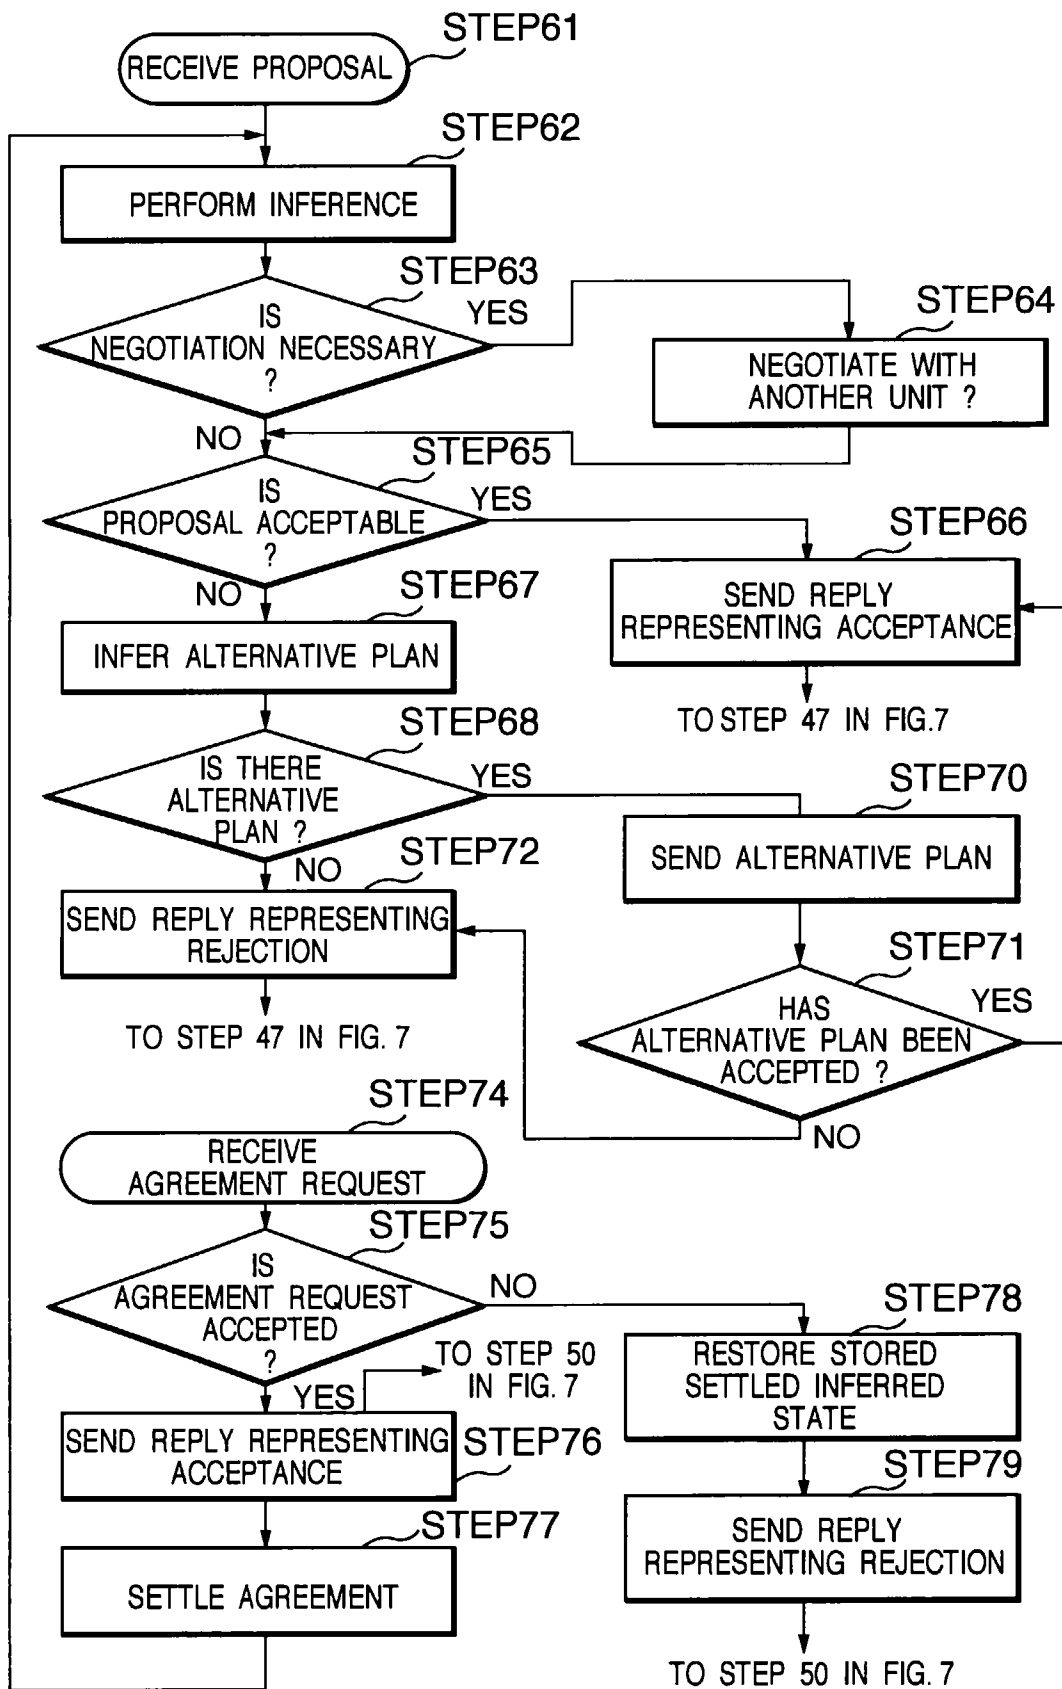 STEP61
RECEIVE PROPOSAL
STEP62
PERFORM INFERENCE
STEP63
IS
NEGOTIATION NECESSARY
?
YES
STEP64
NEGOTIATE WITH
ANOTHER UNIT ?
NO
STEP65
IS
PROPOSAL ACCEPTABLE
?
YES
STEP66
SEND REPLY
REPRESENTING ACCEPTANCE
TO STEP 47 IN FIG.7
NO
STEP67
INFER ALTERNATIVE PLAN
STEP68
IS THERE
ALTERNATIVE
PLAN ?
YES
STEP70
SEND ALTERNATIVE PLAN
NO
STEP72
SEND REPLY REPRESENTING
REJECTION
TO STEP 47 IN FIG. 7
STEP71
HAS
ALTERNATIVE PLAN BEEN
ACCEPTED ?
YES
NO
STEP74
RECEIVE
AGREEMENT REQUEST
STEP75
IS
AGREEMENT REQUEST
ACCEPTED
?
NO
STEP78
RESTORE STORED
SETTLED INFERRED
STATE
YES
TO STEP 50
IN FIG. 7
SEND REPLY REPRESENTING
ACCEPTANCE
STEP76
STEP79
SEND REPLY
REPRESENTING REJECTION
TO STEP 50 IN FIG. 7
STEP77
SETTLE AGREEMENT